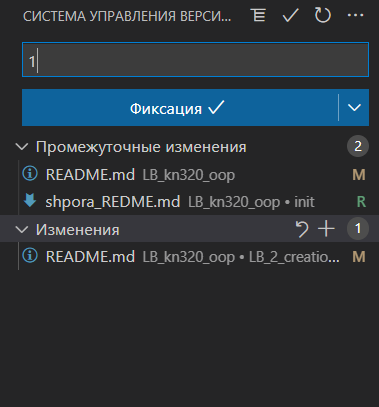 СИСТЕМА УПРАВЛЕНИЯ ВЕРСИ...
1
Фиксация
Промежуточные изменения 2
README.md LB_kn320_oop M
shpora_REDME.md LB_kn320_oop • init R
Изменения 1
README.md LB_kn320_oop • LB_2_creatio... M